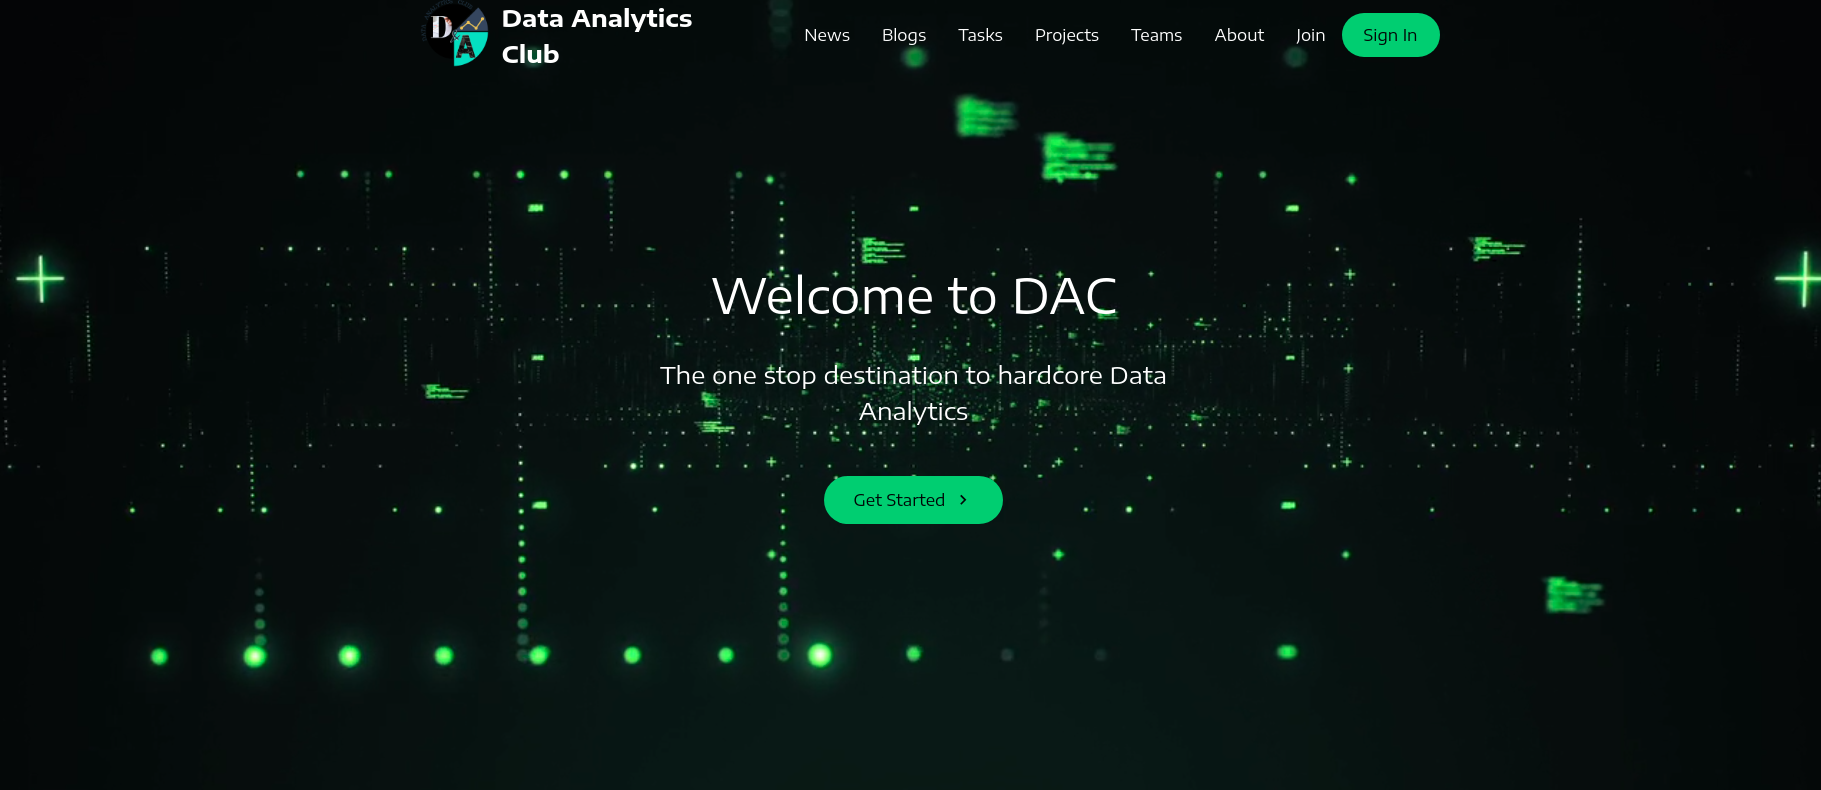 Data Analytics
Club
News
Blogs
Tasks
Projects
Teams
About
Join
Sign In
Welcome to DAC
The one stop destination to hardcore Data
Analytics
Get Started